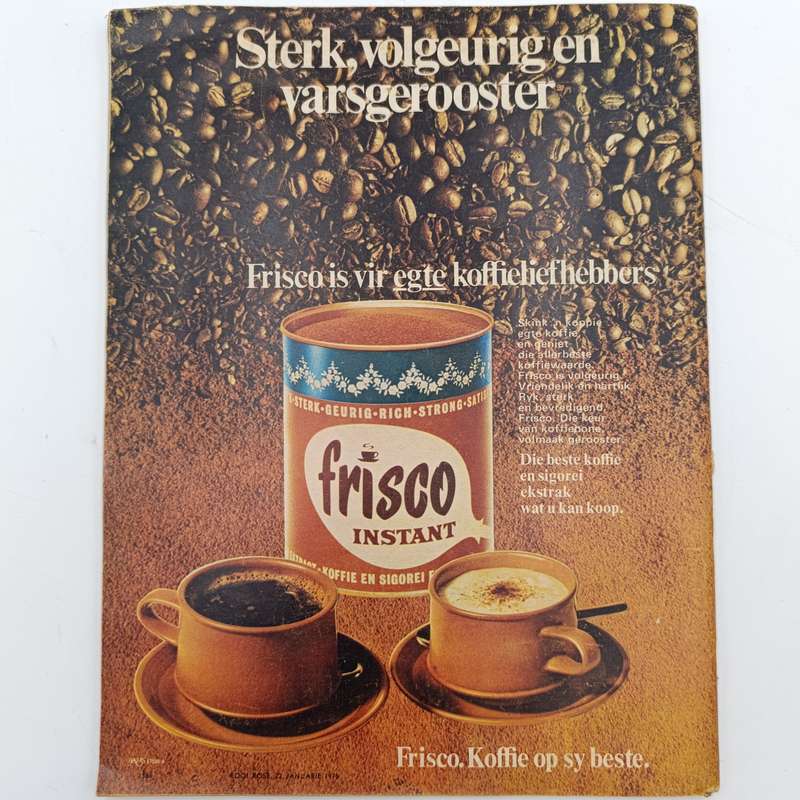 Sterk, volgeurig en
varsgerooster
Frisco is vir egte koffieliefhebbers
Skink 'n koppie
egte koffie,
en geniet
die allerbeste
koffiewaarde.
Frisco is volgeurig.
Vriendelik en hartlik.
Ryk, sterk
en bevredigend.
Frisco. Die keur
van koffiebone,
volmaak gerooster.
Die beste koffie
en sigorei
ekstrak
wat u kan koop.
STERK·GEURIG·RICH·STRONG·SATIS
frisco
INSTANT
EXTRACT·KOFFIE EN SIGOREI E
Frisco. Koffie op sy beste.
ROOI ROSE, 22 JANUARIE 1976